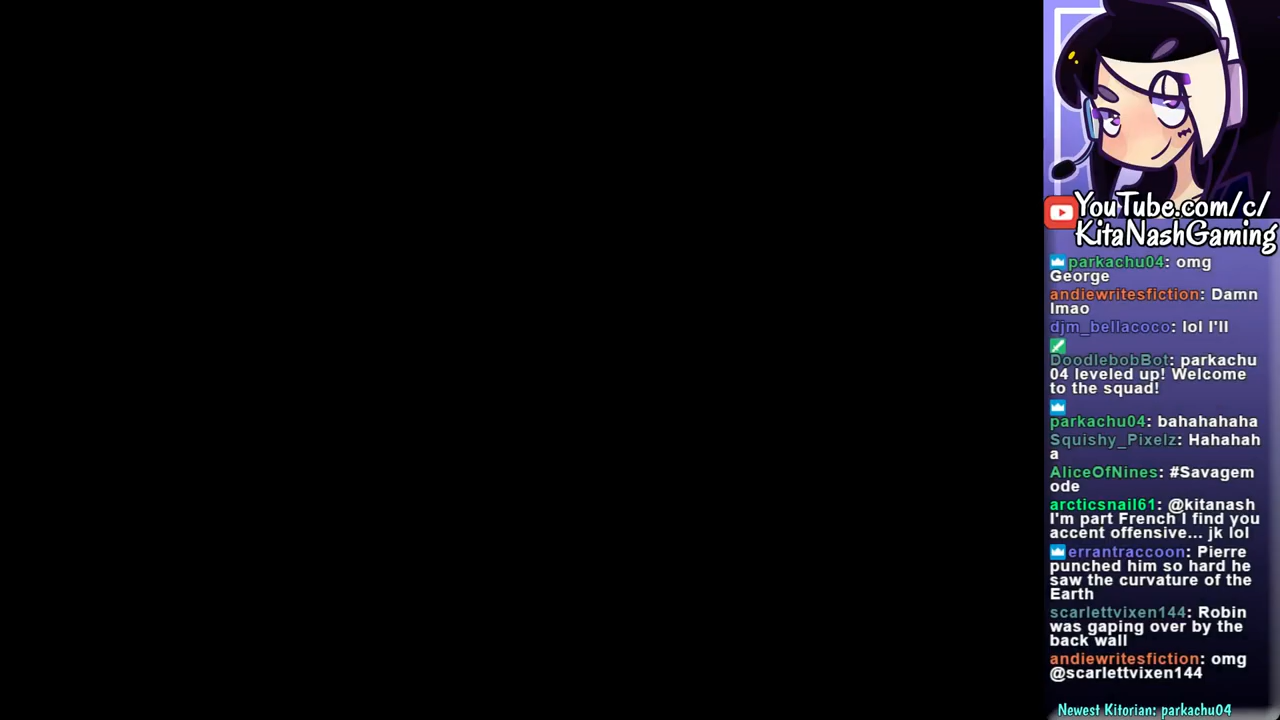 YouTube.com/c/
KitaNashGaming
parkachu04: omg
George
andiewritesfiction: Damn
lmao
djm_bellacoco: lol I'll
DoodlebobBot: parkachu
04 leveled up! Welcome
to the squad!
parkachu04: bahahahaha
Squishy_Pixelz: Hahahah
a
AliceOfNines: #Savagem
ode
arcticsnail61: @kitanash
I'm part French I find you
accent offensive... jk lol
errantraccoon: Pierre
punched him so hard he
saw the curvature of the
Earth
scarlettvixen144: Robin
was gaping over by the
back wall
andiewritesfiction: omg
@scarlettvixen144
Newest Kitorian: parkachu04